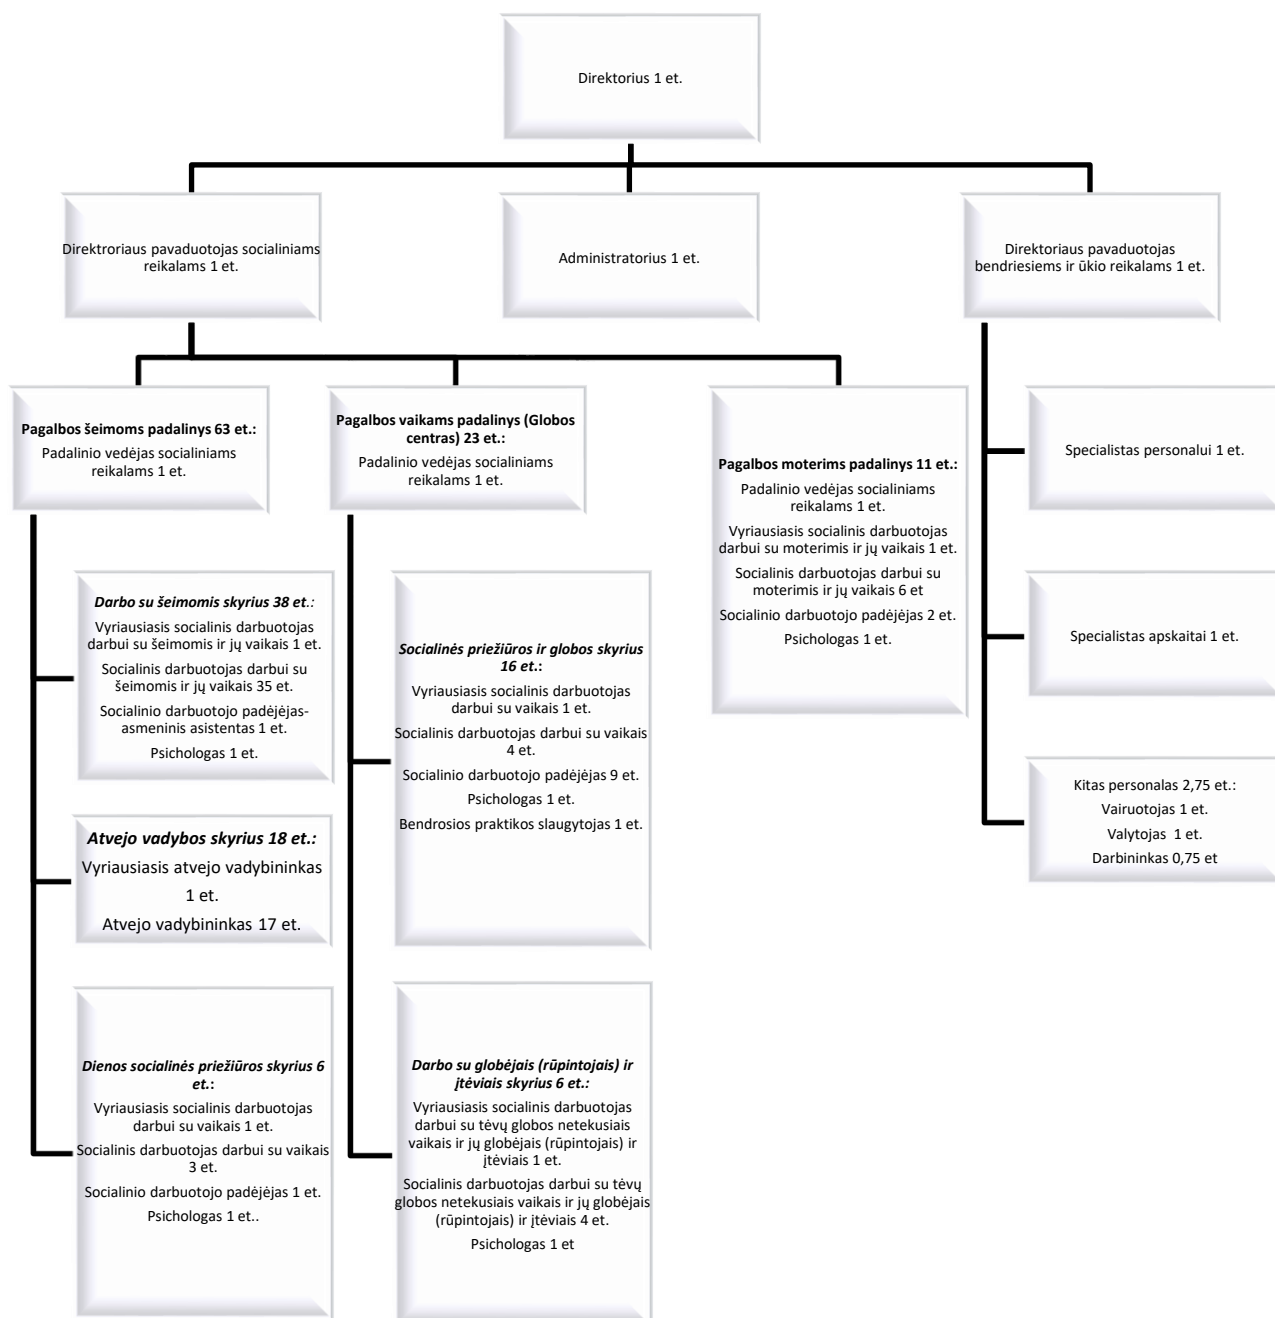 Direktorius 1 et.
Direktroriaus pavaduotojas socialiniams
reikalams 1 et.
Administratorius 1 et.
Direktoriaus pavaduotojas
bendriesiems ir ūkio reikalams 1 et.
Pagalbos šeimoms padalinys 63 et.:
Padalinio vedėjas socialiniams
reikalams 1 et.
Pagalbos vaikams padalinys (Globos
centras) 23 et.:
Padalinio vedėjas socialiniams
reikalams 1 et.
Pagalbos moterims padalinys 11 et.:
Padalinio vedėjas socialiniams
reikalams 1 et.
Vyriausiasis socialinis darbuotojas
darbui su moterimis ir jų vaikais 1 et.
Socialinis darbuotojas darbui su
moterimis ir jų vaikais 6 et
Socialinio darbuotojo padėjėjas 2 et.
Psichologas 1 et.
Specialistas personalui 1 et.
Specialistas apskaitai 1 et.
Kitas personalas 2,75 et.:
Vairuotojas 1 et.
Valytojas 1 et.
Darbininkas 0,75 et
Darbo su šeimomis skyrius 38 et.:
Vyriausiasis socialinis darbuotojas
darbui su šeimomis ir jų vaikais 1 et.
Socialinis darbuotojas darbui su
šeimomis ir jų vaikais 35 et.
Socialinio darbuotojo padėjėjas-
asmeninis asistentas 1 et.
Psichologas 1 et.
Atvejo vadybos skyrius 18 et.:
Vyriausiasis atvejo vadybininkas
1 et.
Atvejo vadybininkas 17 et.
Dienos socialinės priežiūros skyrius 6
et.:
Vyriausiasis socialinis darbuotojas
darbui su vaikais 1 et.
Socialinis darbuotojas darbui su vaikais
3 et.
Socialinio darbuotojo padėjėjas 1 et.
Psichologas 1 et..
Socialinės priežiūros ir globos skyrius
16 et.:
Vyriausiasis socialinis darbuotojas
darbui su vaikais 1 et.
Socialinis darbuotojas darbui su vaikais
4 et.
Socialinio darbuotojo padėjėjas 9 et.
Psichologas 1 et.
Bendrosios praktikos slaugytojas 1 et.
Darbo su globėjais (rūpintojais) ir
įtėviais skyrius 6 et.:
Vyriausiasis socialinis darbuotojas
darbui su tėvų globos netekusiais
vaikais ir jų globėjais (rūpintojais) ir
įtėviais 1 et.
Socialinis darbuotojas darbui su tėvų
globos netekusiais vaikais ir jų globėjais
(rūpintojais) ir įtėviais 4 et.
Psichologas 1 et